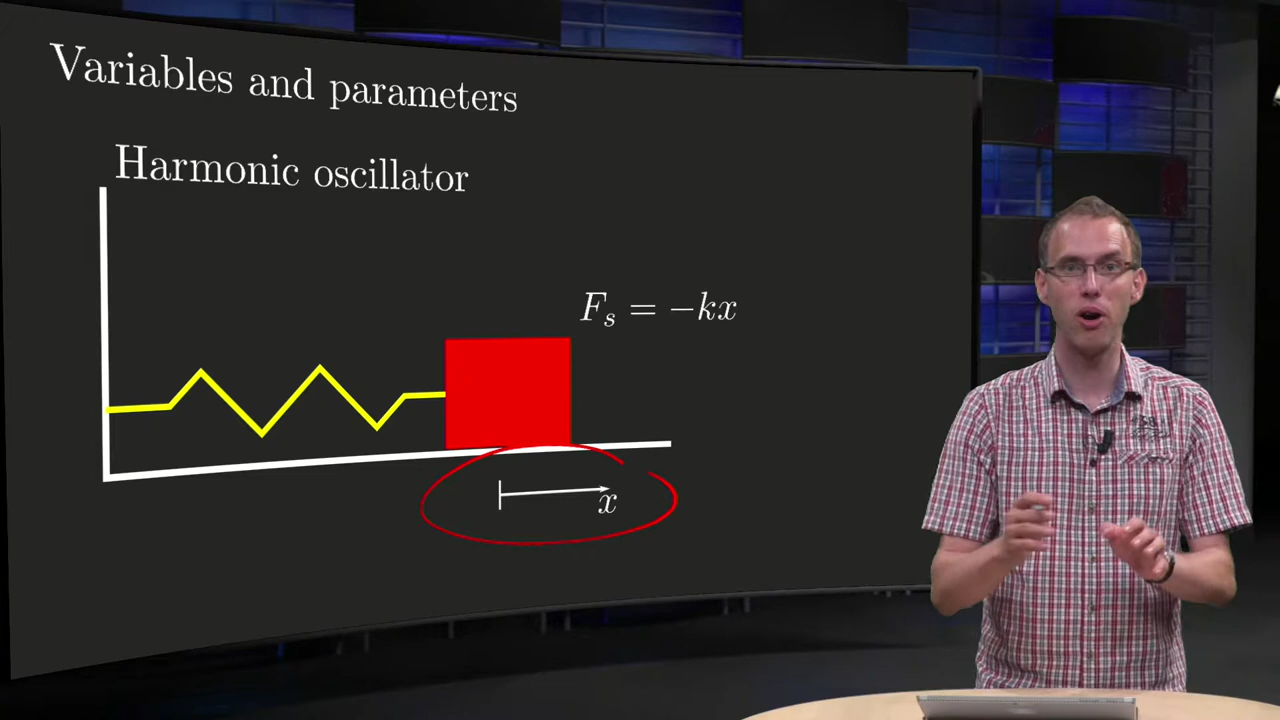 Variables and parameters
Harmonic oscillator
F_s = -kx
x